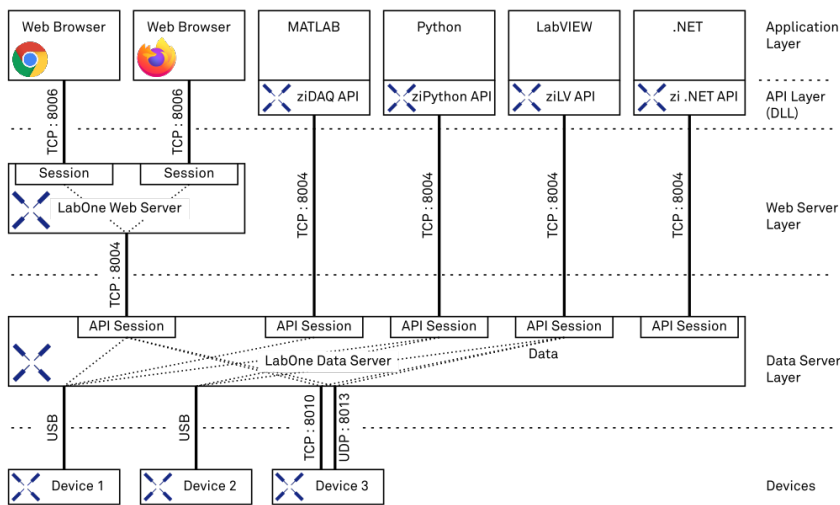 Web Browser
Web Browser
MATLAB
Python
LabVIEW
.NET
Application
Layer
ziDAQ API
ziPython API
ziLV API
zi .NET API
API Layer
(DLL)
TCP : 8006
TCP : 8006
Session
Session
LabOne Web Server
TCP : 8004
TCP : 8004
TCP : 8004
TCP : 8004
Web Server
Layer
TCP : 8004
API Session
API Session
API Session
API Session
API Session
LabOne Data Server
Data
Data Server
Layer
USB
USB
TCP : 8010
UDP : 8013
Device 1
Device 2
Device 3
Devices